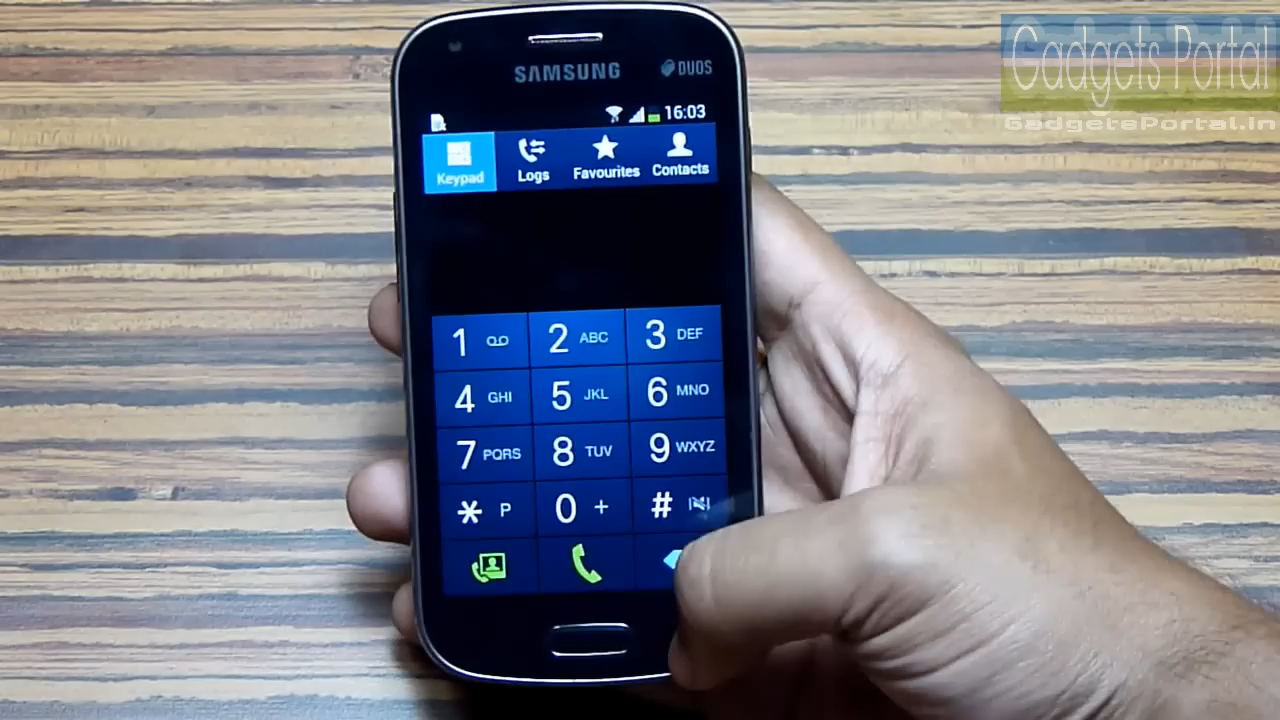 Gadgets Portal
GadgetsPortal.in
SAMSUNG DUOS
16:03
Keypad Logs Favourites Contacts
1 2 ABC 3 DEF
4 GHI 5 JKL 6 MNO
7 PQRS 8 TUV 9 WXYZ
* P 0 + #